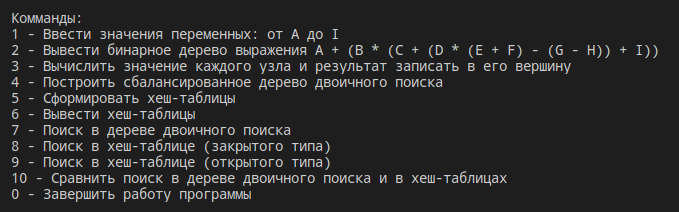 Комманды:
1 - Ввести значения переменных: от A до I
2 - Вывести бинарное дерево выражения A + (B * (C + (D * (E + F) - (G - H)) + I))
3 - Вычислить значение каждого узла и результат записать в его вершину
4 - Построить сбалансированное дерево двоичного поиска
5 - Сформировать хеш-таблицы
6 - Вывести хеш-таблицы
7 - Поиск в дереве двоичного поиска
8 - Поиск в хеш-таблице (закрытого типа)
9 - Поиск в хеш-таблице (открытого типа)
10 - Сравнить поиск в дереве двоичного поиска и в хеш-таблицах
0 - Завершить работу программы